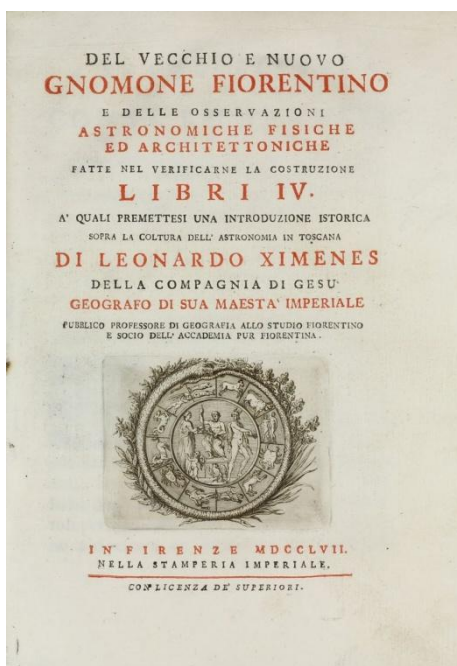 DEL VECCHIO E NUOVO
GNOMONE FIORENTINO
E DELLE OSSERVAZIONI
ASTRONOMICHE FISICHE
ED ARCHITETTONICHE
FATTE NEL VERIFICARNE LA COSTRUZIONE
LIBRI IV.
A' QUALI PREMETTESI UNA INTRODUZIONE ISTORICA
SOPRA LA COLTURA DELL' ASTRONOMIA IN TOSCANA
DI LEONARDO XIMENES
DELLA COMPAGNIA DI GESU'
GEOGRAFO DI SUA MAESTA' IMPERIALE
PUBBLICO PROFESSORE DI GEOGRAFIA ALLO STUDIO FIORENTINO
E SOCIO DELL' ACCADEMIA PUR FIORENTINA.
IN FIRENZE MDCCLVII.
NELLA STAMPERIA IMPERIALE.
CON LICENZA DE' SUPERIORI.